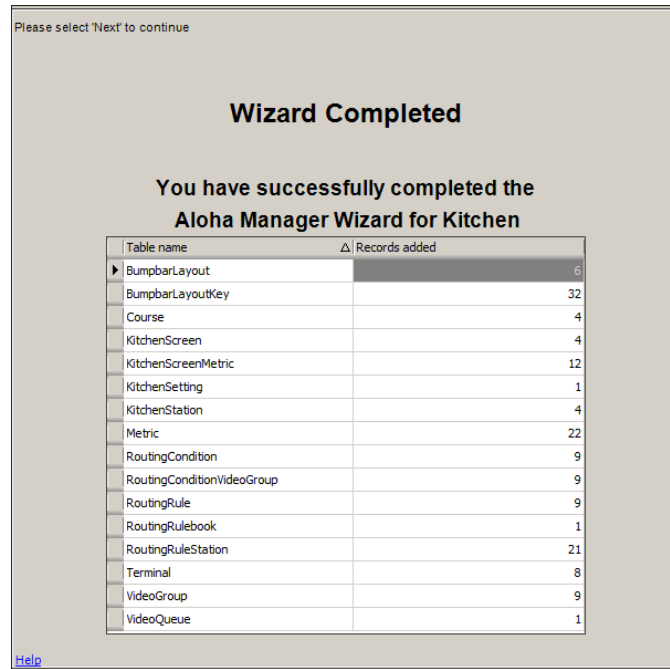 Please select 'Next' to continue
Wizard Completed
You have successfully completed the
Aloha Manager Wizard for Kitchen
Table name Records added
BumpbarLayout 6
BumpbarLayoutKey 32
Course 4
KitchenScreen 4
KitchenScreenMetric 12
KitchenSetting 1
KitchenStation 4
Metric 22
RoutingCondition 9
RoutingConditionVideoGroup 9
RoutingRule 9
RoutingRulebook 1
RoutingRuleStation 21
Terminal 8
VideoGroup 9
VideoQueue 1
Help